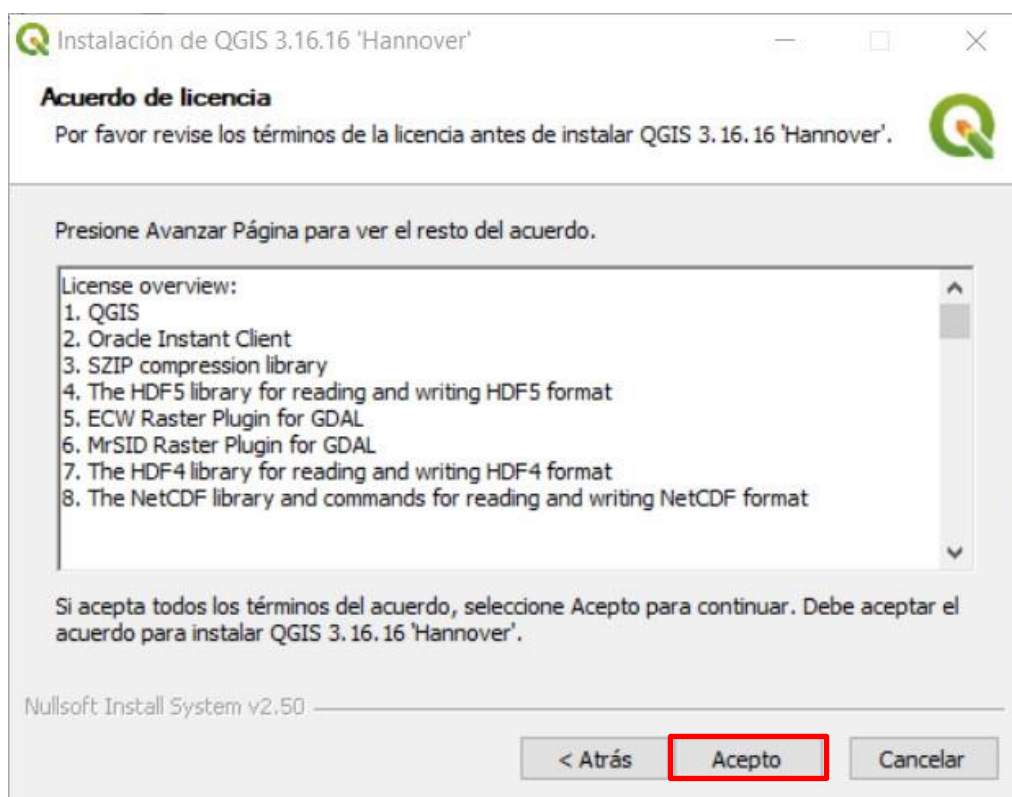 Instalación de QGIS 3.16.16 'Hannover'
Acuerdo de licencia
Por favor revise los términos de la licencia antes de instalar QGIS 3.16.16 'Hannover'.
Presione Avanzar Página para ver el resto del acuerdo.
License overview:
1. QGIS
2. Oracle Instant Client
3. SZIP compression library
4. The HDF5 library for reading and writing HDF5 format
5. ECW Raster Plugin for GDAL
6. MrSID Raster Plugin for GDAL
7. The HDF4 library for reading and writing HDF4 format
8. The NetCDF library and commands for reading and writing NetCDF format
Si acepta todos los términos del acuerdo, seleccione Acepto para continuar. Debe aceptar el
acuerdo para instalar QGIS 3.16.16 'Hannover'.
Nullsoft Install System v2.50
< Atrás Acepto Cancelar